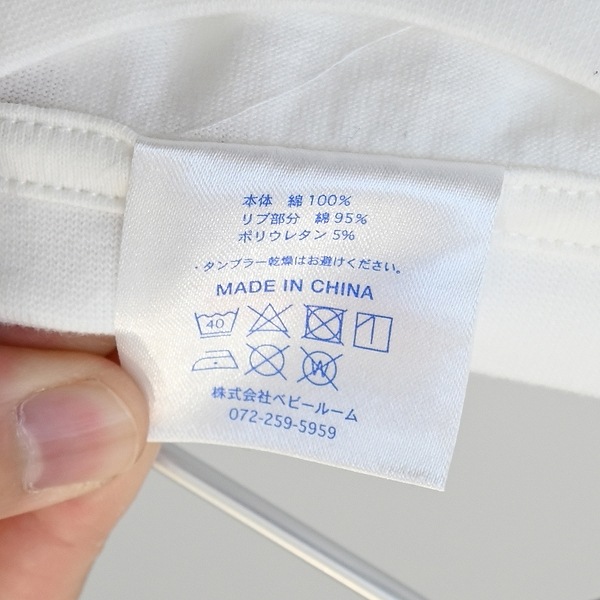 本体 綿 100%
リブ部分 綿 95%
ポリウレタン 5%
・タンブラー乾燥はお避けください。
MADE IN CHINA
40
W
株式会社ベビールーム
072-259-5959